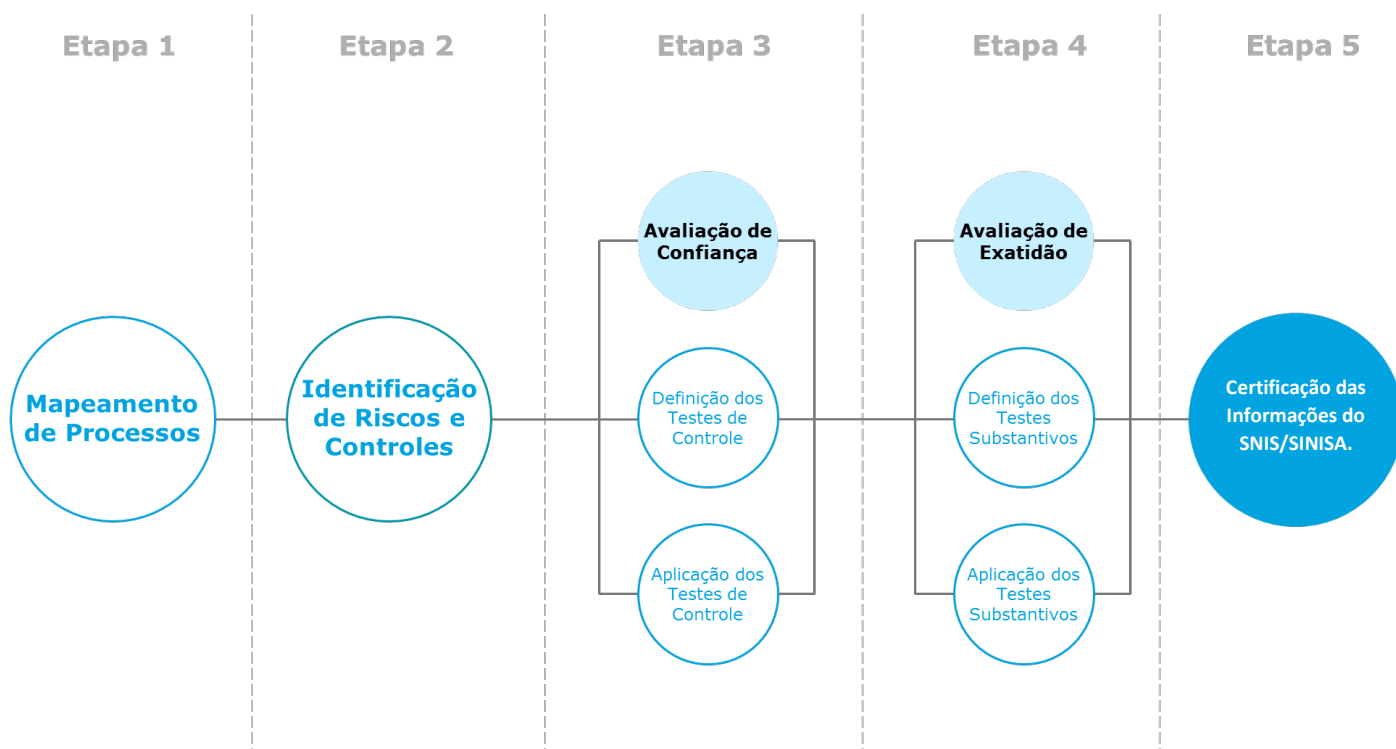 Etapa 1
Etapa 2
Etapa 3
Etapa 4
Etapa 5
Mapeamento
de Processos
Identificação
de Riscos e
Controles
Avaliação de
Confiança
Definição dos
Testes de
Controle
Aplicação dos
Testes de
Controle
Avaliação de
Exatidão
Definição dos
Testes
Substantivos
Aplicação dos
Testes
Substantivos
Certificação das
Informações do
SNIS/SINISA.